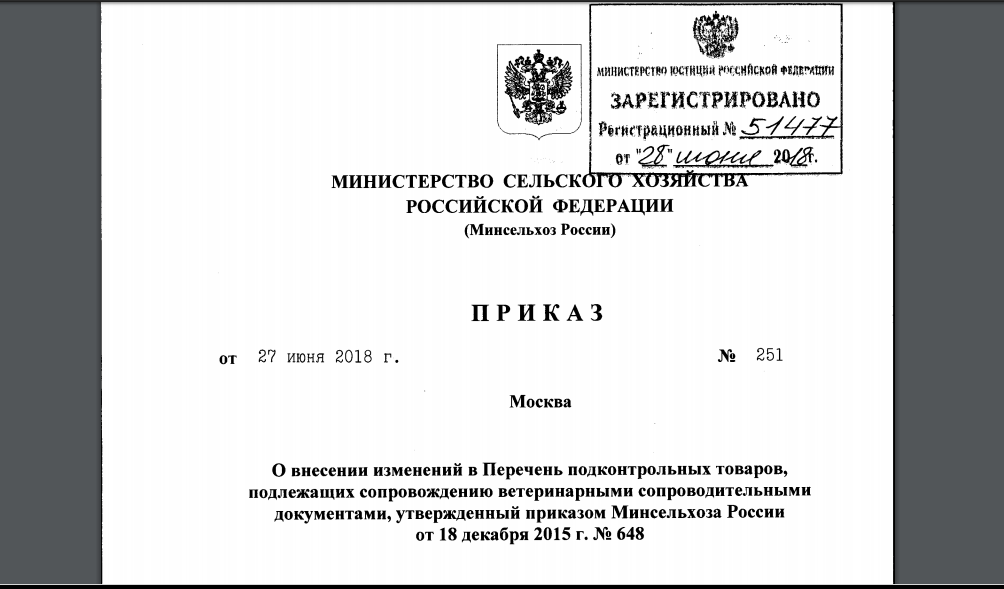 МИНИСТЕРСТВО ЮСТИЦИИ РОССИЙСКОЙ ФЕДЕРАЦИИ
ЗАРЕГИСТРИРОВАНО
Регистрационный № 51477
от "28" июня 2018г.
МИНИСТЕРСТВО СЕЛЬСКОГО ХОЗЯЙСТВА
РОССИЙСКОЙ ФЕДЕРАЦИИ
(Минсельхоз России)
ПРИКАЗ
от 27 июня 2018 г. № 251
Москва
О внесении изменений в Перечень подконтрольных товаров,
подлежащих сопровождению ветеринарными сопроводительными
документами, утвержденный приказом Минсельхоза России
от 18 декабря 2015 г. № 648